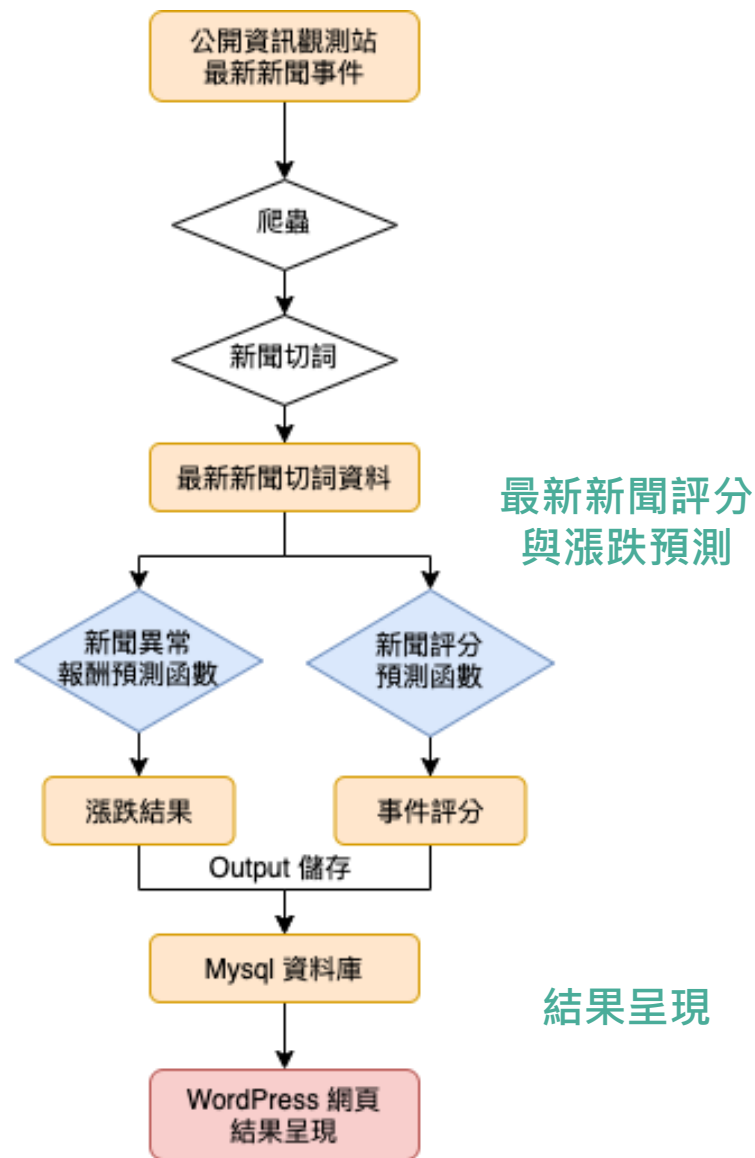 公開資訊觀測站
最新新聞事件
爬蟲
新聞切詞
最新新聞切詞資料
最新新聞評分
與漲跌預測
新聞異常
報酬預測函數
新聞評分
預測函數
漲跌結果
事件評分
Output 儲存
Mysql 資料庫
結果呈現
WordPress 網頁
結果呈現